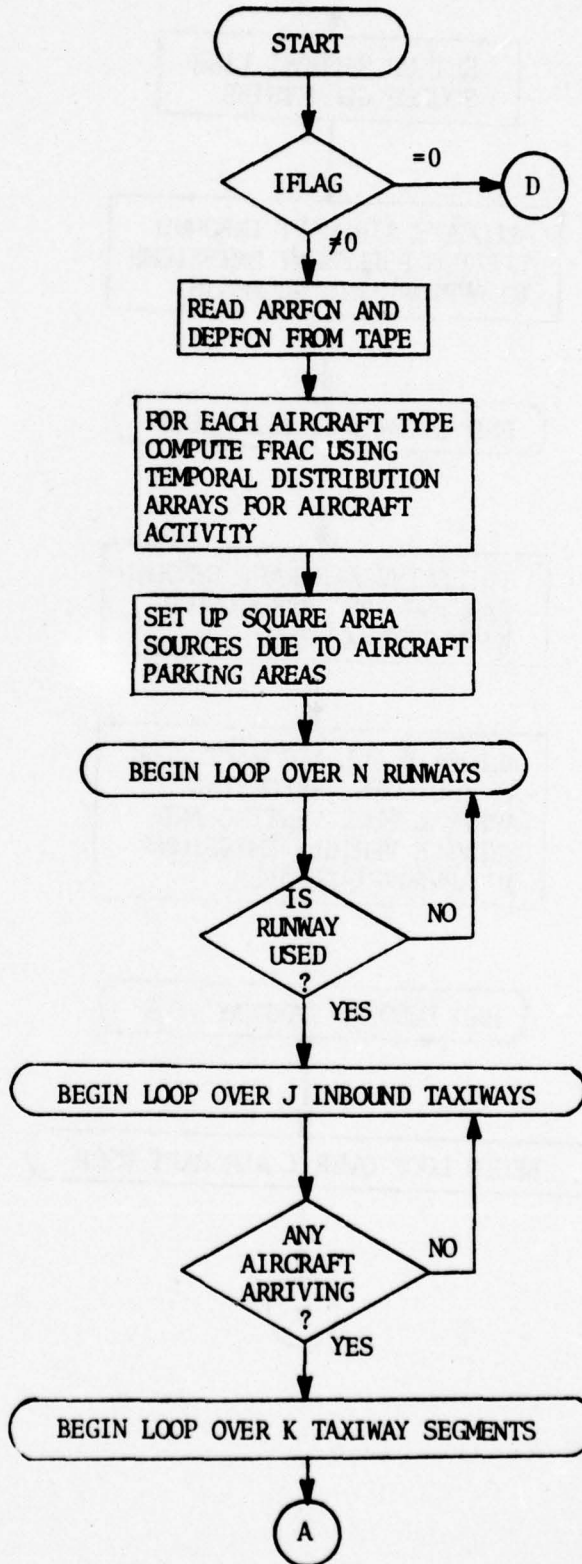 START
IFLAG
=0
D
≠0
READ ARRFCN AND
DEPFCN FROM TAPE
FOR EACH AIRCRAFT TYPE
COMPUTE FRAC USING
TEMPORAL DISTRIBUTION
ARRAYS FOR AIRCRAFT
ACTIVITY
SET UP SQUARE AREA
SOURCES DUE TO AIRCRAFT
PARKING AREAS
BEGIN LOOP OVER N RUNWAYS
IS
RUNWAY
USED
?
NO
YES
BEGIN LOOP OVER J INBOUND TAXIWAYS
ANY
AIRCRAFT
ARRIVING
?
NO
YES
BEGIN LOOP OVER K TAXIWAY SEGMENTS
A